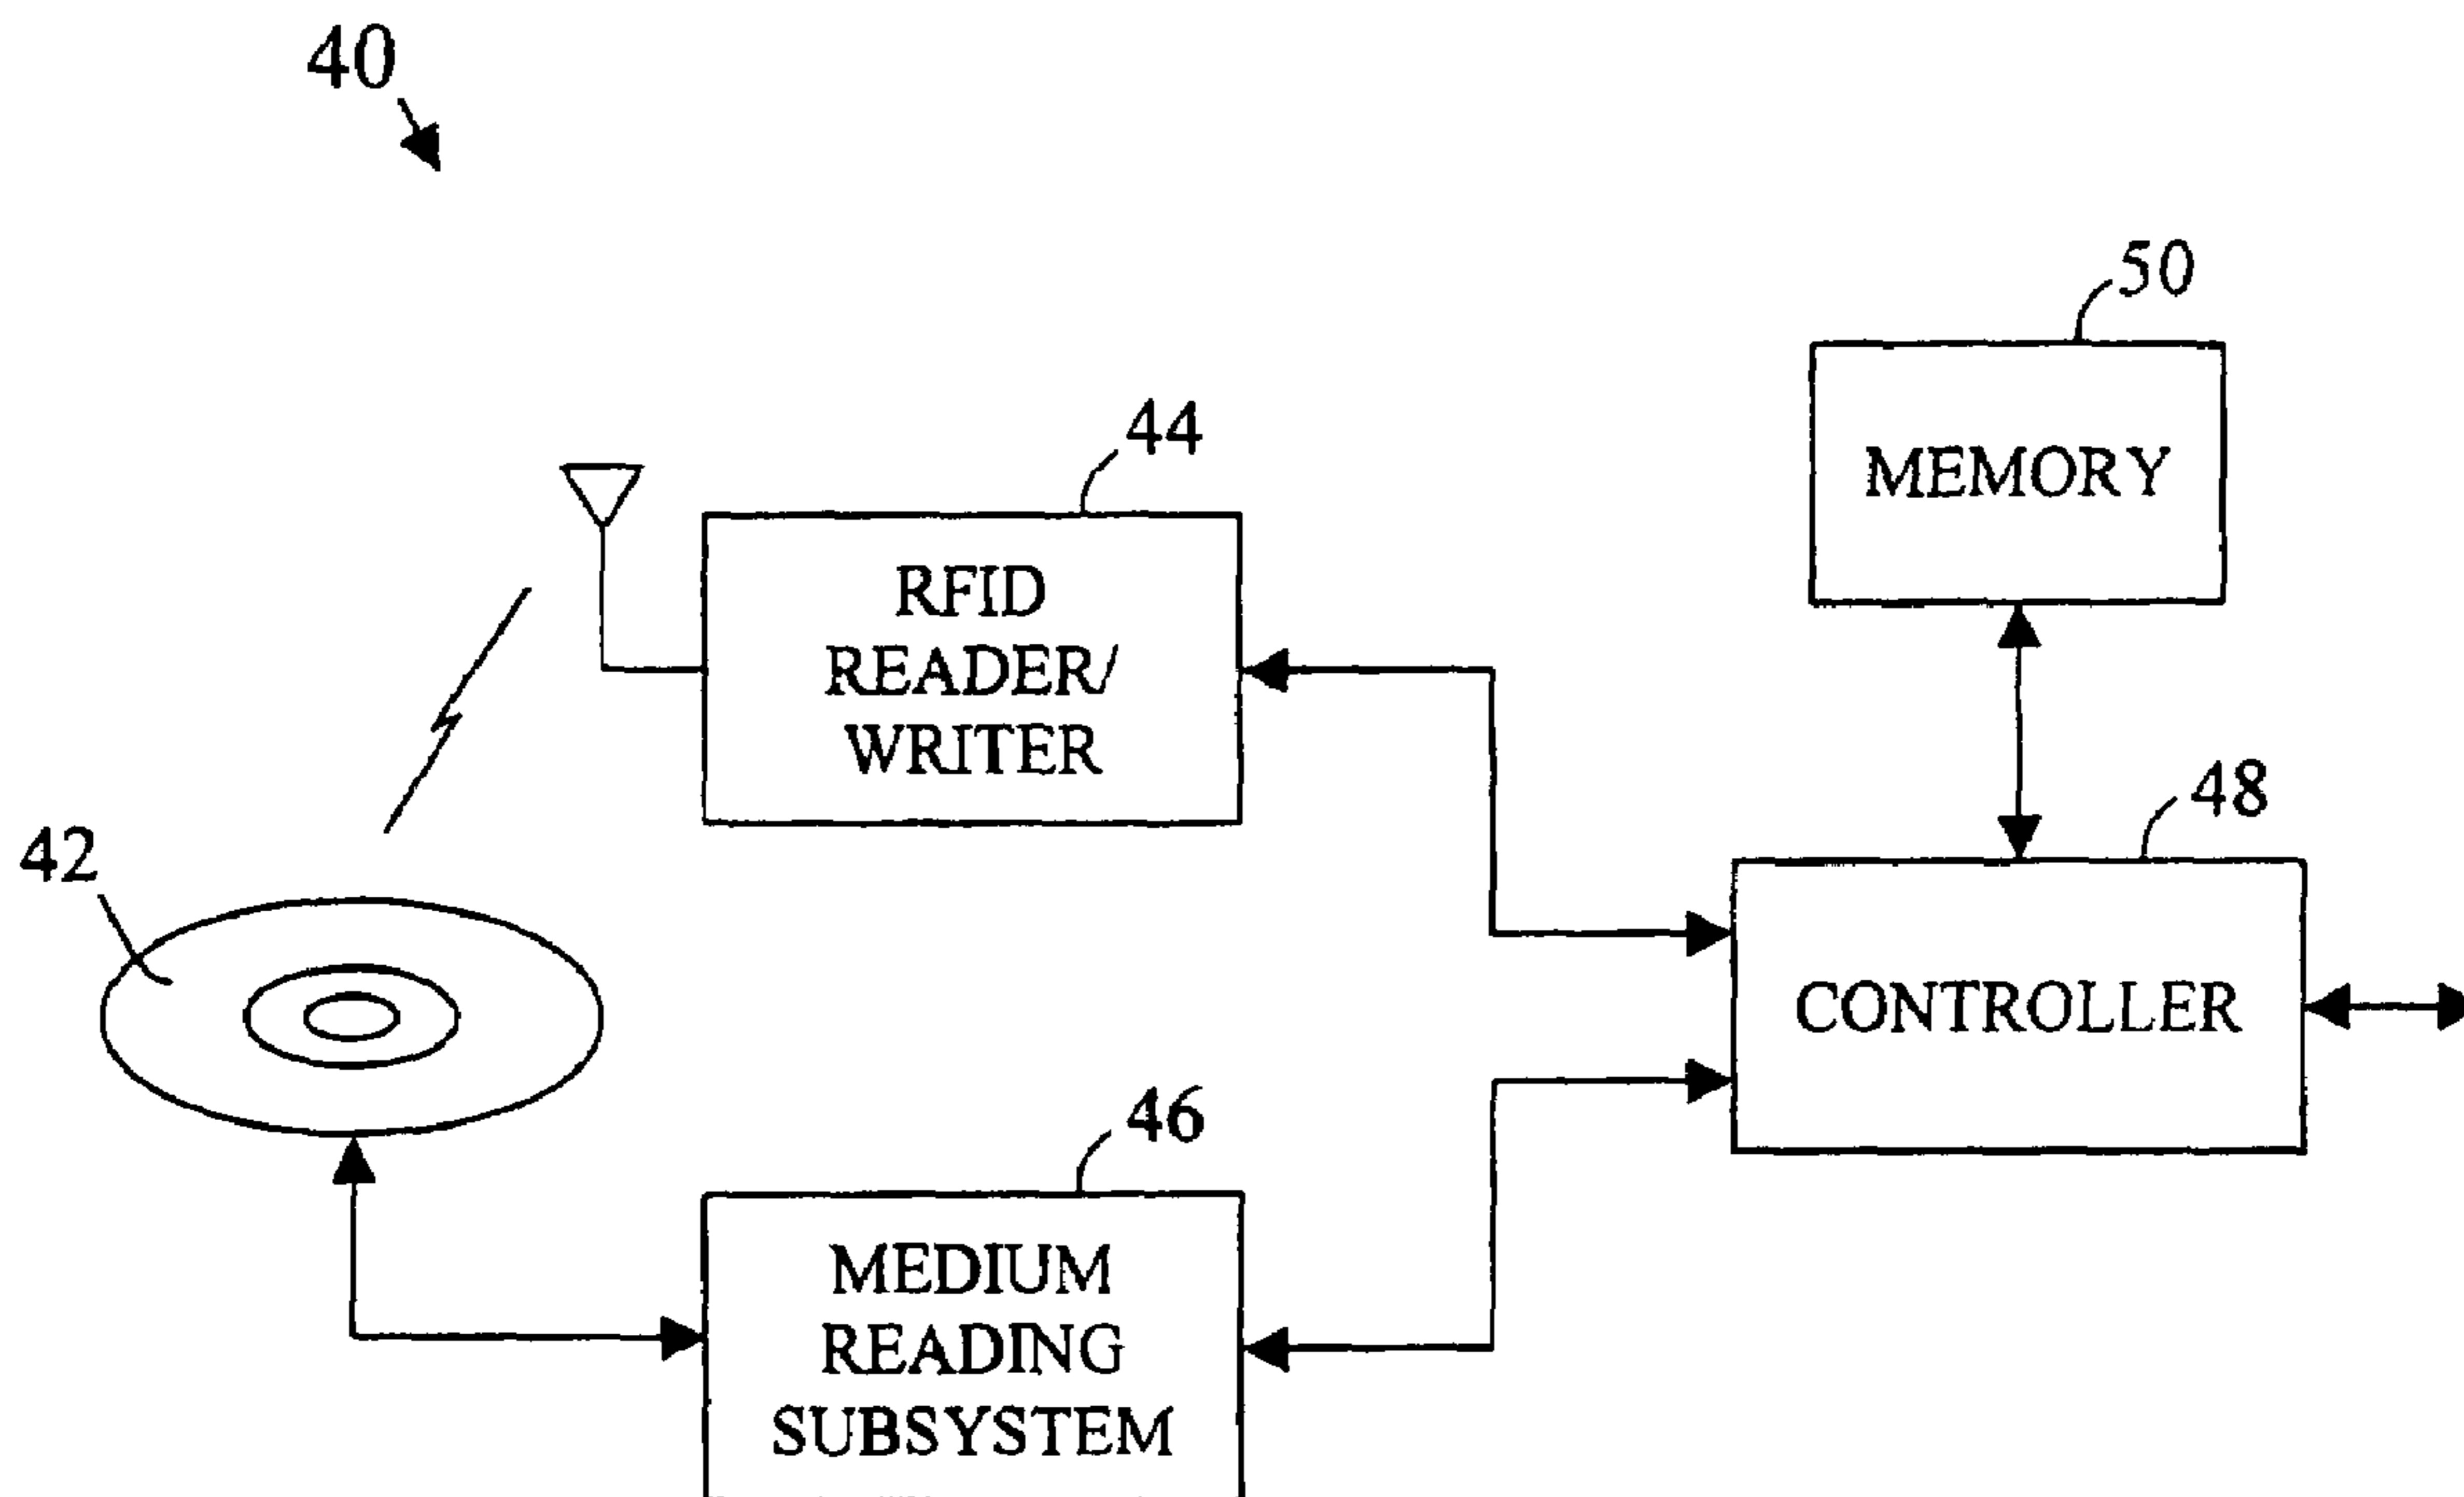 40
50
MEMORY
44
RFID
READER/
WRITER
48
CONTROLLER
42
46
MEDIUM
READING
SUBSYSTEM